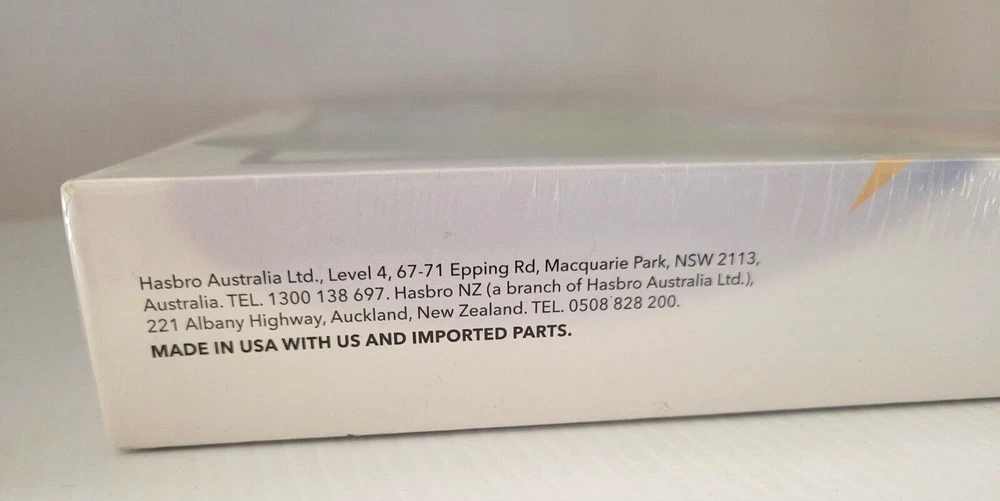 Hasbro Australia Ltd., Level 4, 67-71 Epping Rd, Macquarie Park, NSW 2113,
Australia. TEL. 1300 138 697. Hasbro NZ (a branch of Hasbro Australia Ltd.),
221 Albany Highway, Auckland, New Zealand. TEL. 0508 828 200.
MADE IN USA WITH US AND IMPORTED PARTS.